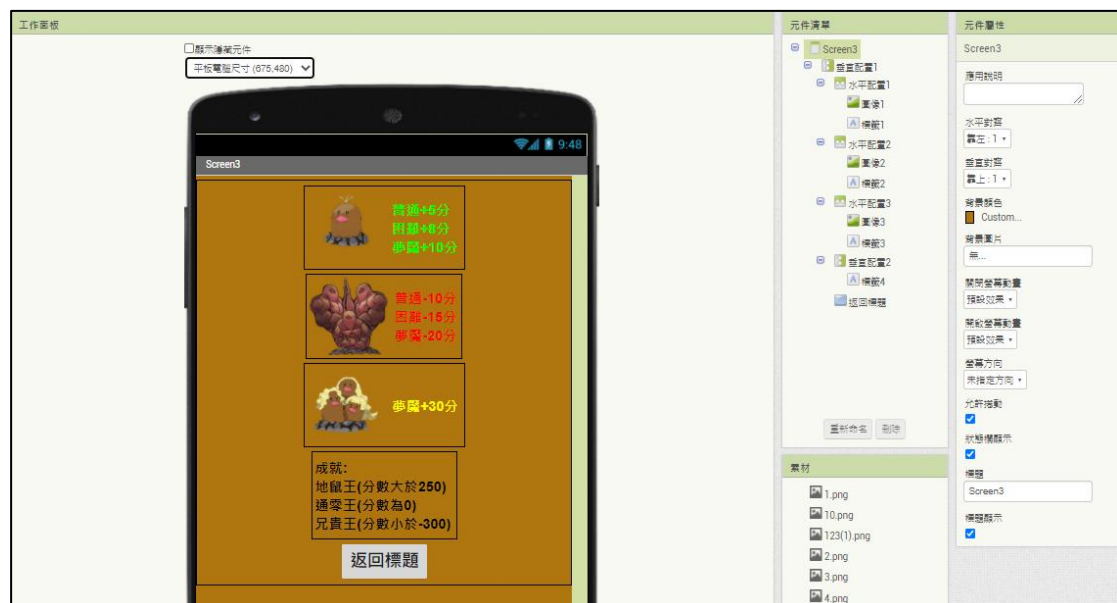 工作面板
顯示隱藏元件
平板電腦尺寸 (675,480)
9:48
Screen3
普通+5分
困難+8分
夢魘+10分
普通-10分
困難-15分
夢魘-20分
夢魘+30分
成就:
地鼠王(分數大於250)
通零王(分數為0)
兄貴王(分數小於-300)
返回標題
元件清單
Screen3
垂直配置1
水平配置1
圖像1
標籤1
水平配置2
圖像2
標籤2
水平配置3
圖像3
標籤3
垂直配置2
標籤4
返回標題
重新命名 刪除
素材
1.png
10.png
123(1).png
2.png
3.png
4.png
元件屬性
Screen3
應用說明
水平對齊
靠左 : 1
垂直對齊
靠上 : 1
背景顏色
Custom...
背景圖片
無...
關閉螢幕動畫
預設效果
開啟螢幕動畫
預設效果
螢幕方向
未指定方向
允許捲動
狀態欄顯示
標題
Screen3
標題顯示